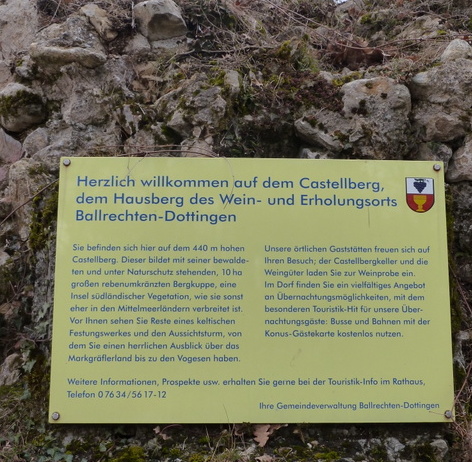 Herzlich willkommen auf dem Castellberg,
dem Hausberg des Wein- und Erholungsorts
Ballrechten-Dottingen
Sie befinden sich hier auf dem 440 m hohen
Castellberg. Dieser bildet mit seiner bewalde-
ten und unter Naturschutz stehenden, 10 ha
großen rebenumkränzten Bergkuppe, eine
Insel südländischer Vegetation, wie sie sonst
eher in den Mittelmeerländern verbreitet ist.
Vor Ihnen sehen Sie Reste eines keltischen
Festungswerkes und den Aussichtsturm, von
dem Sie einen herrlichen Ausblick über das
Markgräflerland bis zu den Vogesen haben.
Unsere örtlichen Gaststätten freuen sich auf
Ihren Besuch; der Castellbergkeller und die
Weingüter laden Sie zur Weinprobe ein.
Im Dorf finden Sie ein vielfältiges Angebot
an Übernachtungsmöglichkeiten, mit dem
besonderen Touristik-Hit für unsere Über-
nachtungsgäste: Busse und Bahnen mit der
Konus-Gästekarte kostenlos nutzen.
Weitere Informationen, Prospekte usw. erhalten Sie gerne bei der Touristik-Info im Rathaus,
Telefon 0 76 34 / 56 17-12
Ihre Gemeindeverwaltung Ballrechten-Dottingen